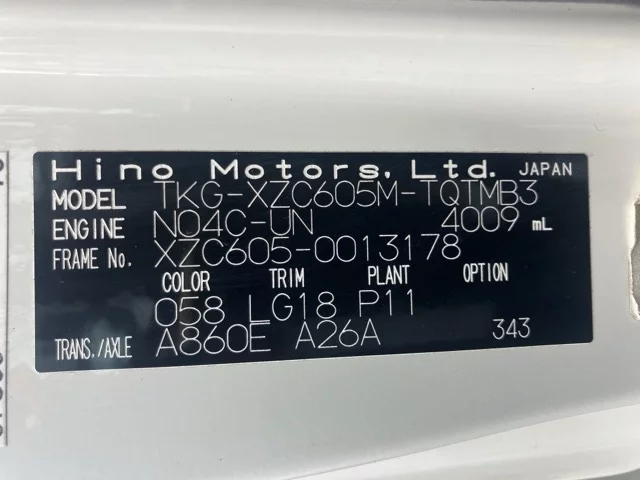 Hino Motors, Ltd. JAPAN
MODEL TKG-XZC605M-TQTMB3
ENGINE N04C-UN 4009 mL
FRAME No. XZC605-0013178
COLOR TRIM PLANT OPTION
058 LG18 P11
TRANS./AXLE A860E A26A 343